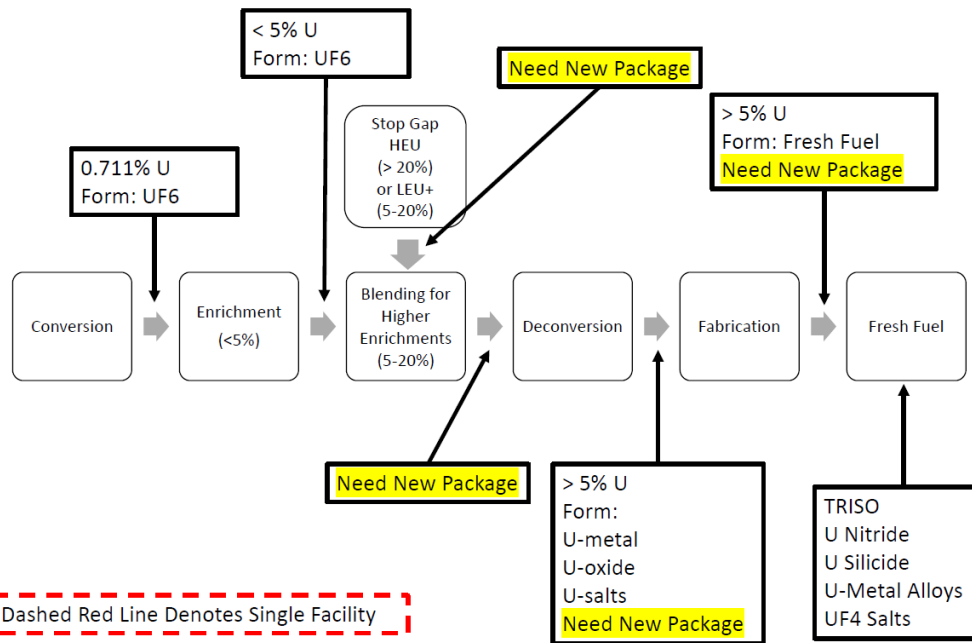 < 5% U
Form: UF6
Need New Package
Stop Gap
HEU
(> 20%)
or LEU+
(5-20%)
> 5% U
Form: Fresh Fuel
Need New Package
0.711% U
Form: UF6
Conversion
Enrichment
(<5%)
Blending for
Higher
Enrichments
(5-20%)
Deconversion
Fabrication
Fresh Fuel
Need New Package
> 5% U
Form:
U-metal
U-oxide
U-salts
Need New Package
TRISO
U Nitride
U Silicide
U-Metal Alloys
UF4 Salts
Dashed Red Line Denotes Single Facility